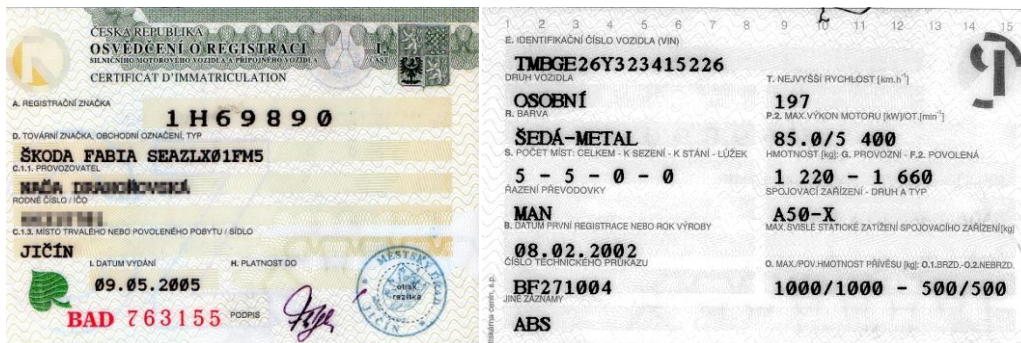 ČESKÁ REPUBLIKA
OSVĚDČENÍ O REGISTRACI I.
SILNIČNÍHO MOTOROVÉHO VOZIDLA A PŘÍPOJNÉHO VOZIDLA ČÁST
CERTIFICAT D'IMMATRICULATION
A. REGISTRAČNÍ ZNAČKA
1H69890
D. TOVÁRNÍ ZNAČKA, OBCHODNÍ OZNAČENÍ, TYP
ŠKODA FABIA SEAZLX01FM5
C.1.1. PROVOZOVATEL
RODNÉ ČÍSLO / IČO
C.1.3. MÍSTO TRVALÉHO NEBO POVOLENÉHO POBYTU / SÍDLO
JIČÍN
I. DATUM VYDÁNÍ H. PLATNOST DO
09.05.2005
BAD 763155 PODPIS
MĚSTSKÝ ÚŘAD
otisk
razítka
JIČÍN
1 2 3 4 5 6 7 8 9 10 11 12 13 14 15
E. IDENTIFIKAČNÍ ČÍSLO VOZIDLA (VIN)
TMBGE26Y323415226
DRUH VOZIDLA T. NEJVYŠŠÍ RYCHLOST [km.h-1]
OSOBNÍ 197
R. BARVA P.2. MAX.VÝKON MOTORU [kW]/OT.[min-1]
ŠEDÁ-METAL 85.0/5 400
S. POČET MÍST: CELKEM - K SEZENÍ - K STÁNÍ - LŮŽEK HMOTNOST [kg]: G. PROVOZNÍ - F.2. POVOLENÁ
5 - 5 - 0 - 0 1 220 - 1 660
ŘAZENÍ PŘEVODOVKY SPOJOVACÍ ZAŘÍZENÍ - DRUH A TYP
MAN A50-X
B. DATUM PRVNÍ REGISTRACE NEBO ROK VÝROBY MAX. SVISLÉ STATICKÉ ZATÍŽENÍ SPOJOVACÍHO ZAŘÍZENÍ[kg]
08.02.2002
ČÍSLO TECHNICKÉHO PRŮKAZU O. MAX./POV.HMOTNOST PŘÍVĚSU [kg]: O.1.BRZD.-O.2.NEBRZD.
BF271004 1000/1000 - 500/500
JINÉ ZÁZNAMY
ABS